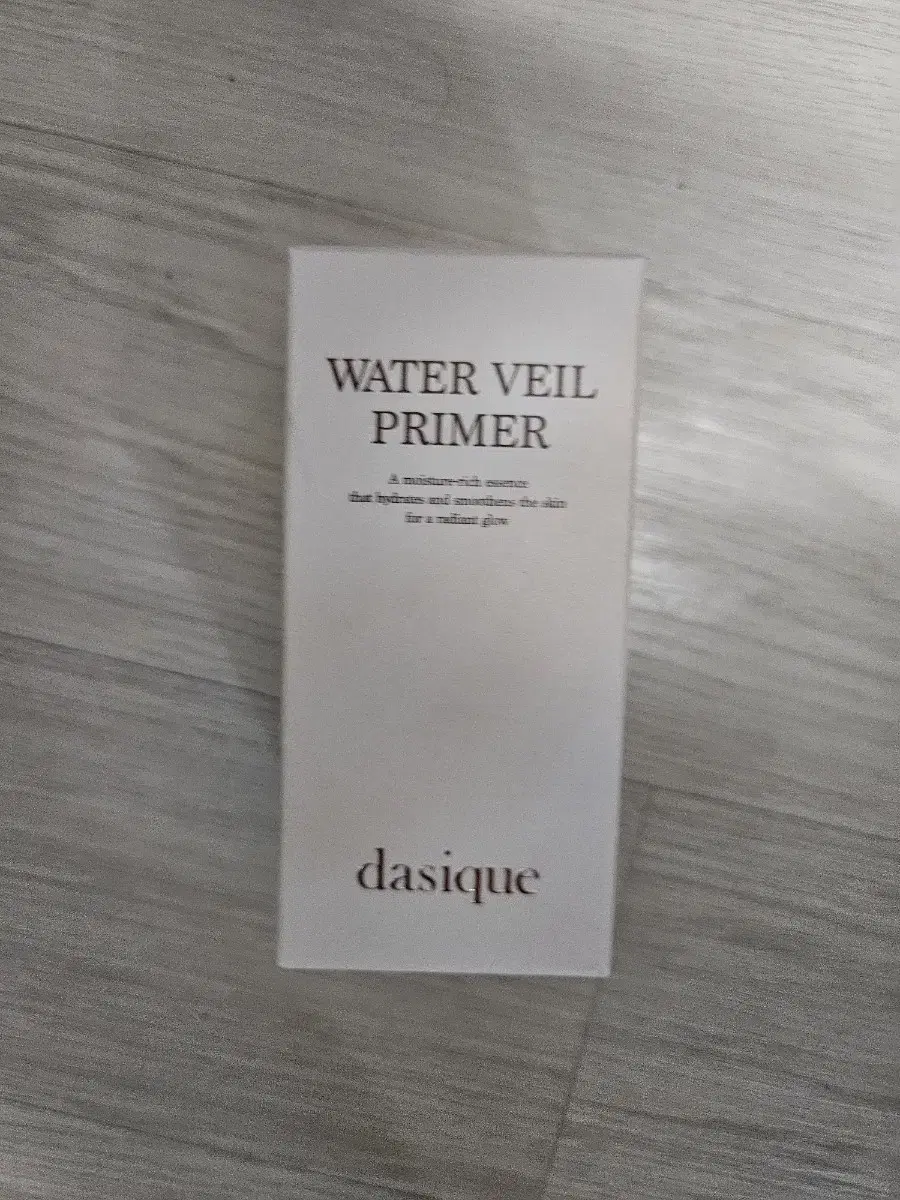 WATER VEIL
PRIMER
A moisture-rich essence
that hydrates and smoothens the skin
for a radiant glow
dasique